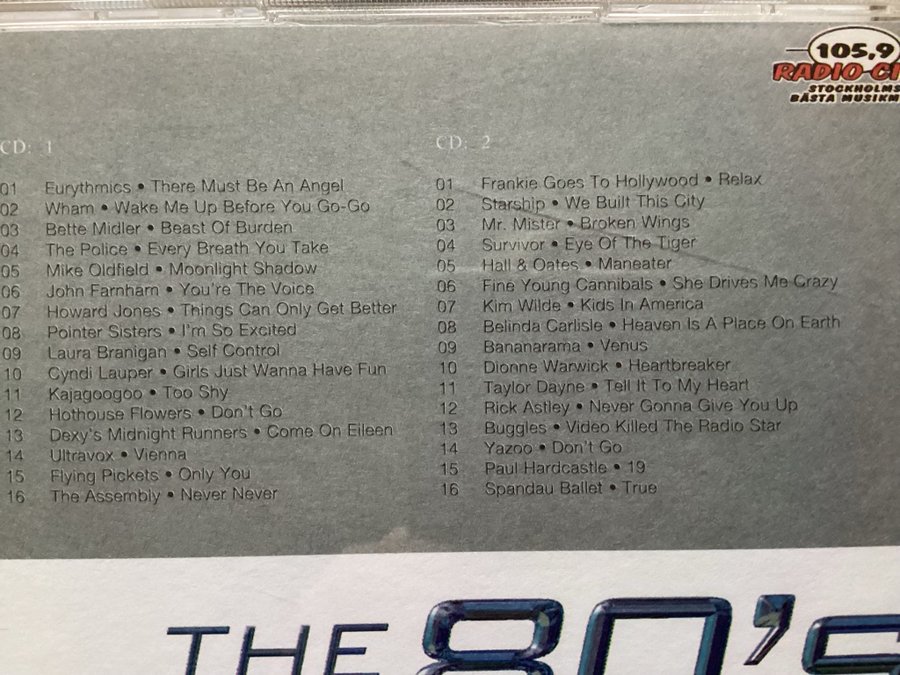 105,9
RADIO CI
STOCKHOLMS
BÄSTA MUSIKM
CD: 1
01 Eurythmics • There Must Be An Angel
02 Wham • Wake Me Up Before You Go-Go
03 Bette Midler • Beast Of Burden
04 The Police • Every Breath You Take
05 Mike Oldfield • Moonlight Shadow
06 John Farnham • You're The Voice
07 Howard Jones • Things Can Only Get Better
08 Pointer Sisters • I'm So Excited
09 Laura Branigan • Self Control
10 Cyndi Lauper • Girls Just Wanna Have Fun
11 Kajagoogoo • Too Shy
12 Hothouse Flowers • Don't Go
13 Dexy's Midnight Runners • Come On Eileen
14 Ultravox • Vienna
15 Flying Pickets • Only You
16 The Assembly • Never Never
CD: 2
01 Frankie Goes To Hollywood • Relax
02 Starship • We Built This City
03 Mr. Mister • Broken Wings
04 Survivor • Eye Of The Tiger
05 Hall & Oates • Maneater
06 Fine Young Cannibals • She Drives Me Crazy
07 Kim Wilde • Kids In America
08 Belinda Carlisle • Heaven Is A Place On Earth
09 Bananarama • Venus
10 Dionne Warwick • Heartbreaker
11 Taylor Dayne • Tell It To My Heart
12 Rick Astley • Never Gonna Give You Up
13 Buggles • Video Killed The Radio Star
14 Yazoo • Don't Go
15 Paul Hardcastle • 19
16 Spandau Ballet • True
THE 80's